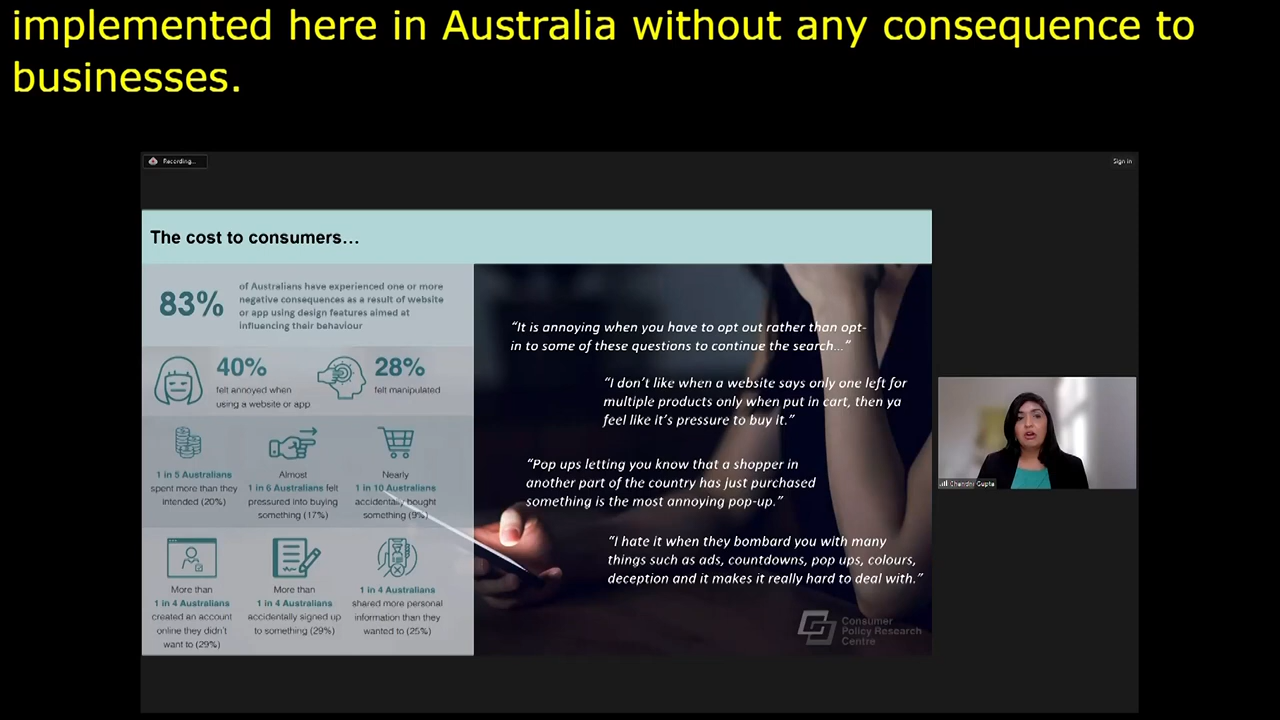 implemented here in Australia without any consequence to
businesses.
Recording...
Sign in
The cost to consumers...
83%
of Australians have experienced one or more
negative consequences as a result of website
or app using design features aimed at
influencing their behaviour
40%
felt annoyed when
using a website or app
28%
felt manipulated
1 in 5 Australians
spent more than they
intended (20%)
Almost
1 in 6 Australians felt
pressured into buying
something (17%)
Nearly
1 in 10 Australians
accidentally bought
something (9%)
More than
1 in 4 Australians
created an account
online they didn't
want to (29%)
More than
1 in 4 Australians
accidentally signed up
to something (29%)
1 in 4 Australians
shared more personal
information than they
wanted to (25%)
“It is annoying when you have to opt out rather than opt-
in to some of these questions to continue the search...”
“I don’t like when a website says only one left for
multiple products only when put in cart, then ya
feel like it’s pressure to buy it.”
“Pop ups letting you know that a shopper in
another part of the country has just purchased
something is the most annoying pop-up.”
“I hate it when they bombard you with many
things such as ads, countdowns, pop ups, colours,
deception and it makes it really hard to deal with.”
Consumer
Policy Research
Centre
Chandni Gupta